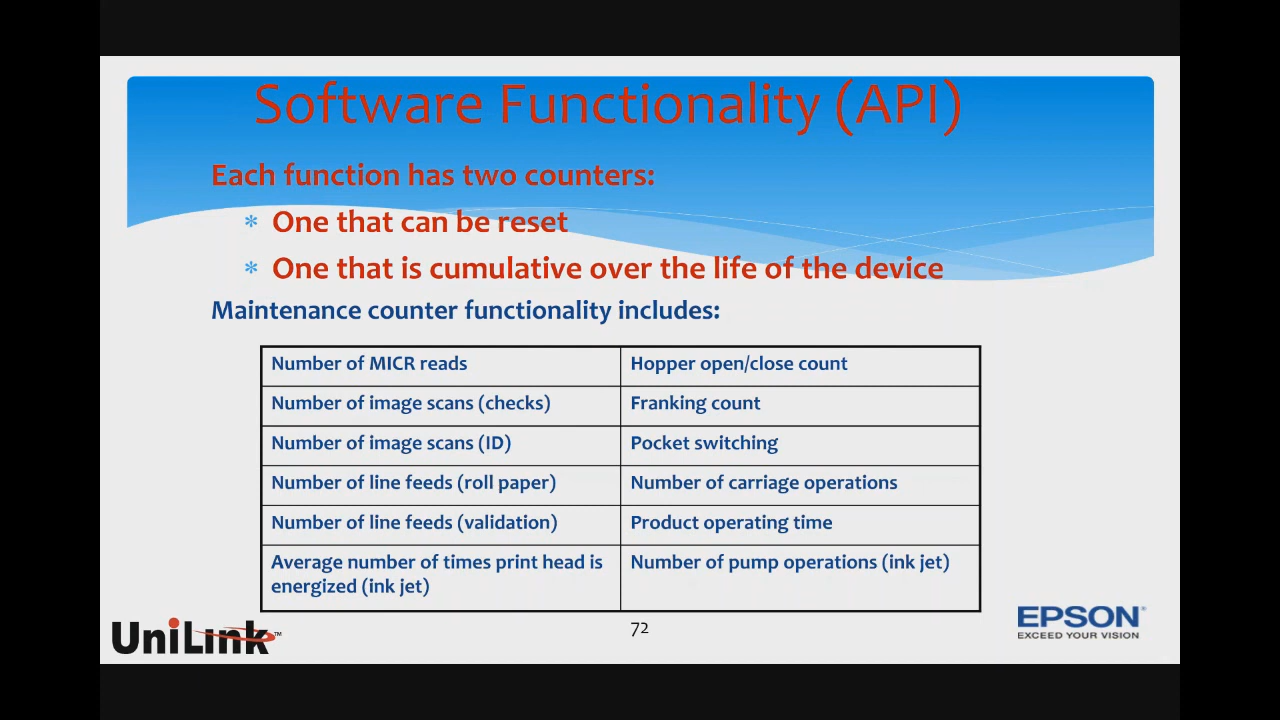 Software Functionality (API)
Each function has two counters:
* One that can be reset
* One that is cumulative over the life of the device
Maintenance counter functionality includes:
Number of MICR reads
Hopper open/close count
Number of image scans (checks)
Franking count
Number of image scans (ID)
Pocket switching
Number of line feeds (roll paper)
Number of carriage operations
Number of line feeds (validation)
Product operating time
Average number of times print head is
energized (ink jet)
Number of pump operations (ink jet)
UniLink™
72
EPSON®
EXCEED YOUR VISION